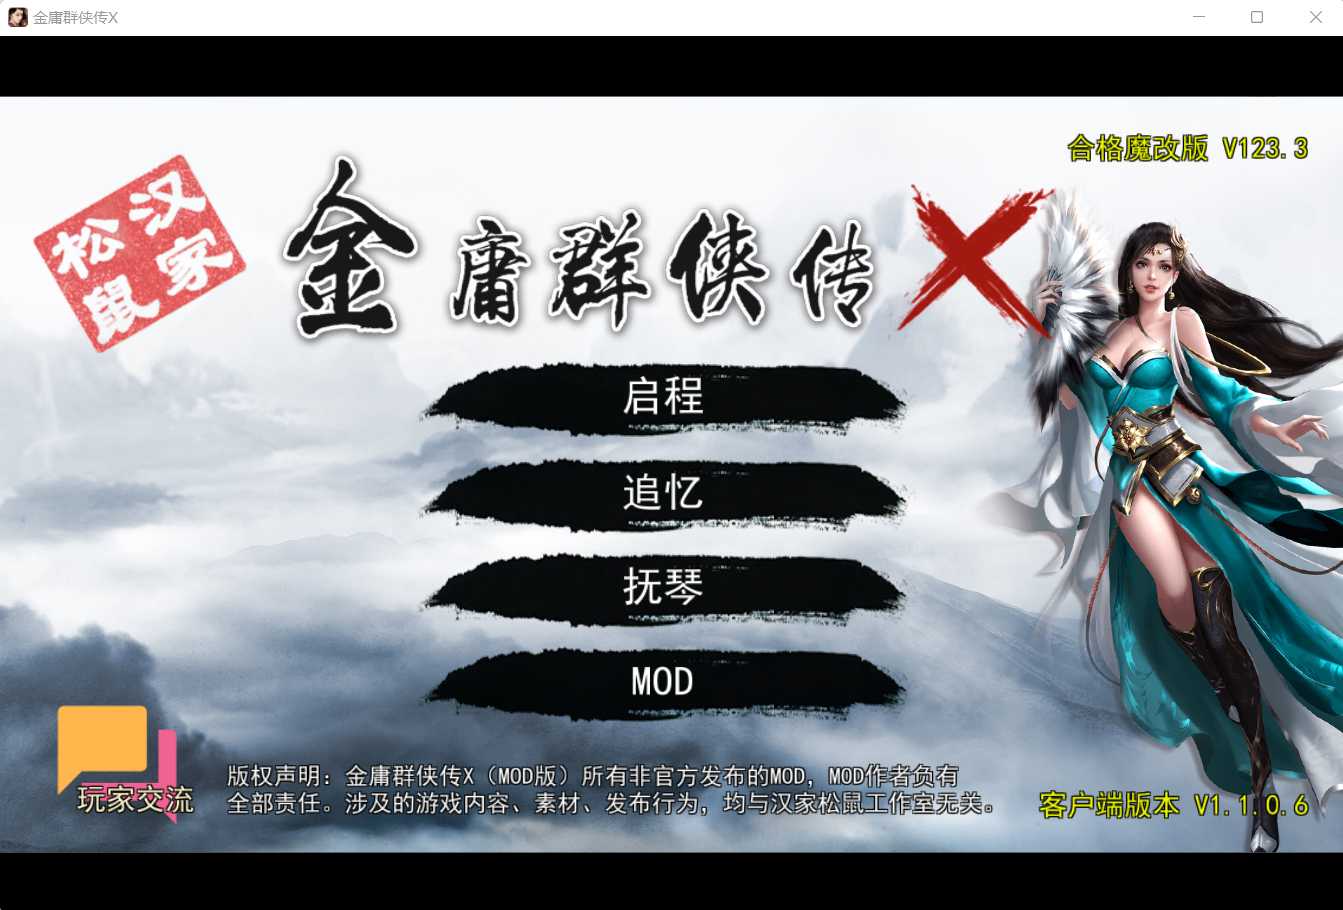 金庸群侠传X
合格魔改版 V123.3
汉家松鼠
金庸群侠传X
启程
追忆
抚琴
MOD
玩家交流
版权声明：金庸群侠传X（MOD版）所有非官方发布的MOD，MOD作者负有
全部责任。涉及的游戏内容、素材、发布行为，均与汉家松鼠工作室无关。
客户端版本 V1.1.0.6